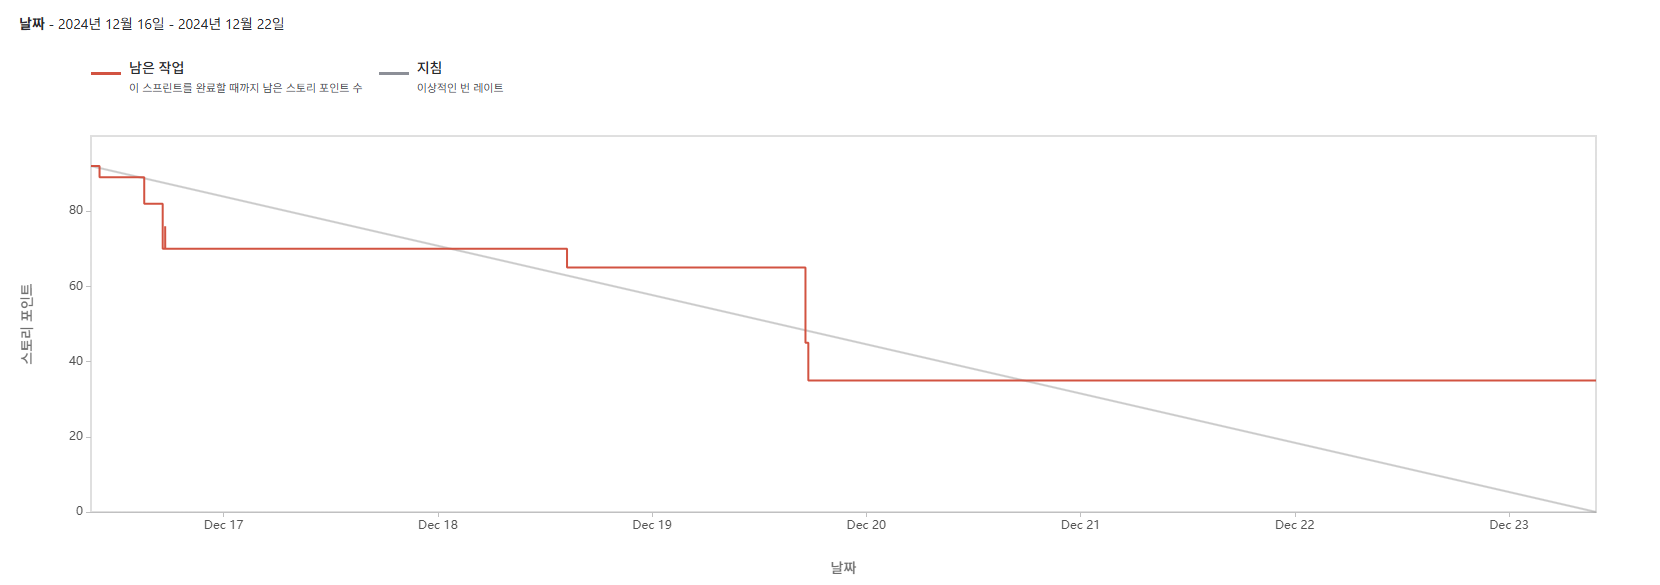 날짜 - 2024년 12월 16일 - 2024년 12월 22일
남은 작업
이 스프린트를 완료할 때까지 남은 스토리 포인트 수
지침
이상적인 번 레이트
스토리 포인트
80
60
40
20
0
Dec 17
Dec 18
Dec 19
Dec 20
Dec 21
Dec 22
Dec 23
날짜